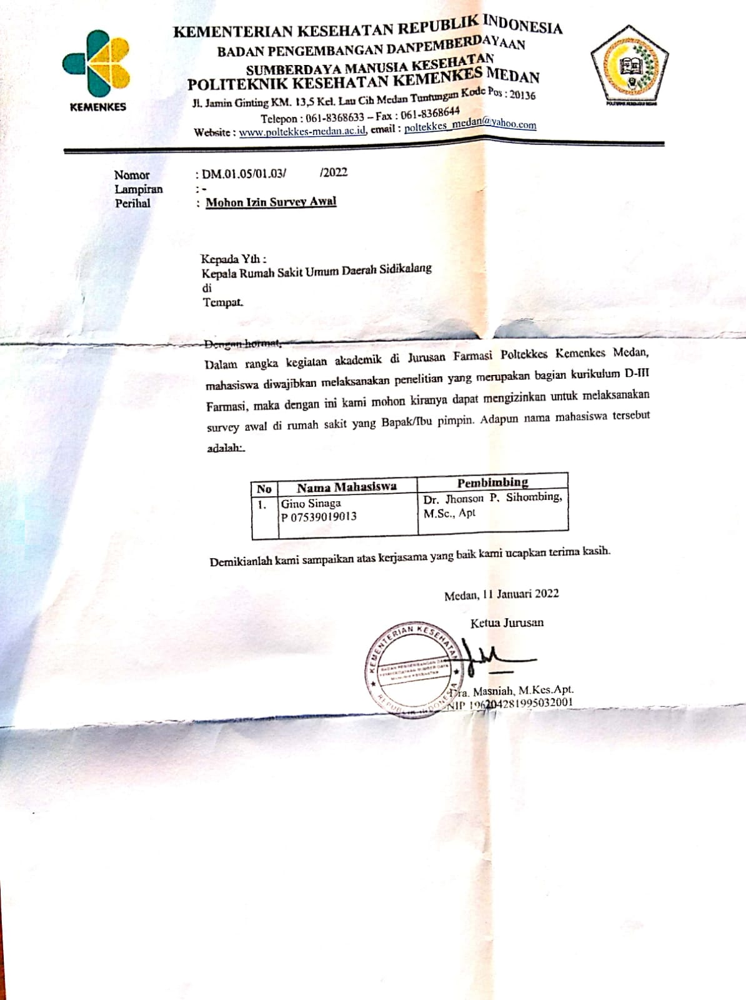 KEMENTERIAN KESEHATAN REPUBLIK INDONESIA
BADAN PENGEMBANGAN DANPEMBERDAYAAN
SUMBERDAYA MANUSIA KESEHATAN
POLITEKNIK KESEHATAN KEMENKES MEDAN
Jl. Jamin Ginting KM. 13,5 Kel. Lau Cih Medan Tuntungan Kode Pos : 20136
Telepon : 061-8368633 – Fax : 061-8368644
Website : www.poltekkes-medan.ac.id, email : poltekkes_medan@yahoo.com
KEMENKES
POLITEKNIK KESEHATAN MEDAN
Nomor : DM.01.05/01.03/ /2022
Lampiran : -
Perihal : Mohon Izin Survey Awal
Kepada Yth :
Kepala Rumah Sakit Umum Daerah Sidikalang
di
Tempat.
Dengan hormat,
Dalam rangka kegiatan akademik di Jurusan Farmasi Poltekkes Kemenkes Medan,
mahasiswa diwajibkan melaksanakan penelitian yang merupakan bagian kurikulum D-III
Farmasi, maka dengan ini kami mohon kiranya dapat mengizinkan untuk melaksanakan
survey awal di rumah sakit yang Bapak/Ibu pimpin. Adapun nama mahasiswa tersebut
adalah:.
No Nama Mahasiswa Pembimbing
1. Gino Sinaga Dr. Jhonson P. Sihombing,
P 07539019013 M.Sc., Apt
Demikianlah kami sampaikan atas kerjasama yang baik kami ucapkan terima kasih.
Medan, 11 Januari 2022
Ketua Jurusan
KEMENTERIAN KESEHATAN
BADAN PENGEMBANGAN DAN
PEMBERDAYAAN SUMBER DAYA
MANUSIA KESEHATAN
REPUBLIK INDONESIA
Dra. Masniah, M.Kes.Apt.
NIP 196204281995032001